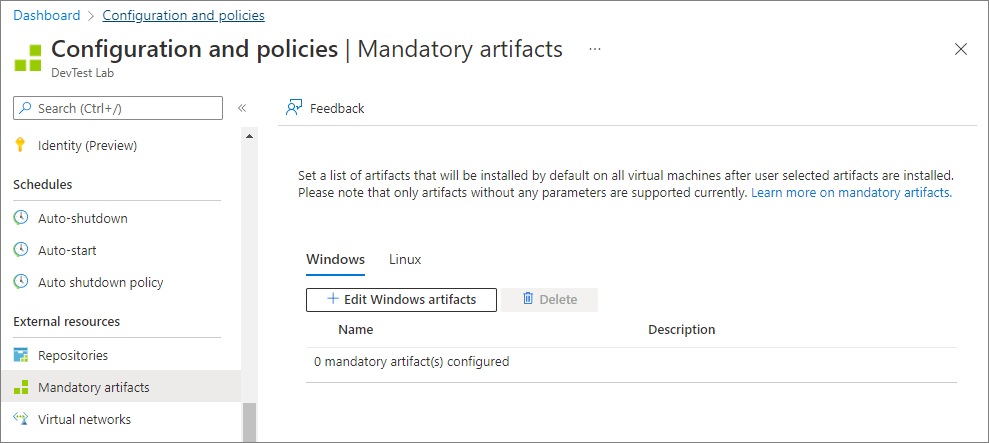 Dashboard > Configuration and policies
Configuration and policies | Mandatory artifacts ...
DevTest Lab
Search (Ctrl+/)
Identity (Preview)
Schedules
Auto-shutdown
Auto-start
Auto shutdown policy
External resources
Repositories
Mandatory artifacts
Virtual networks
Feedback
Set a list of artifacts that will be installed by default on all virtual machines after user selected artifacts are installed.
Please note that only artifacts without any parameters are supported currently. Learn more on mandatory artifacts.
Windows Linux
+ Edit Windows artifacts Delete
Name Description
0 mandatory artifact(s) configured